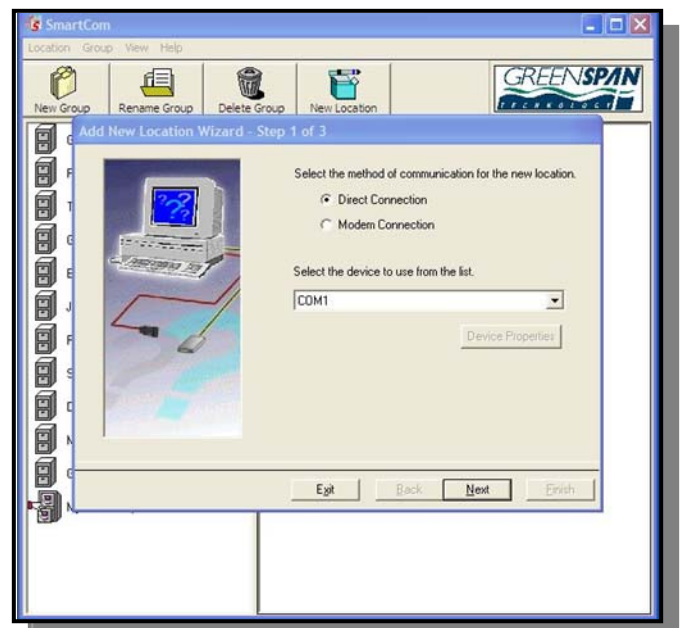 SmartCom
Location Group View Help
New Group Rename Group Delete Group New Location
GREENSPAN
TECHNOLOGY
Add New Location Wizard - Step 1 of 3
Select the method of communication for the new location.
Direct Connection
Modem Connection
Select the device to use from the list.
COM1
Device Properties
Exit Back Next Finish